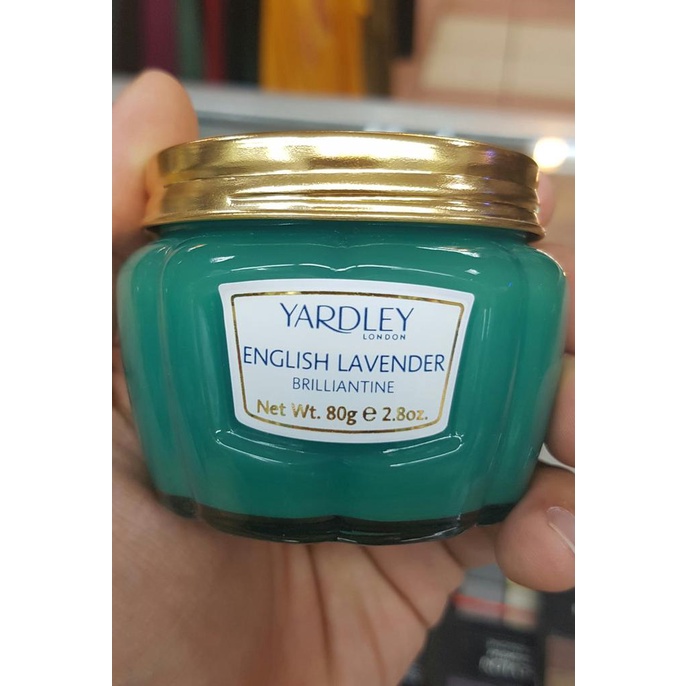 YARDLEY
LONDON
ENGLISH LAVENDER
BRILLIANTINE
Net Wt. 80g ℮ 2.8oz.